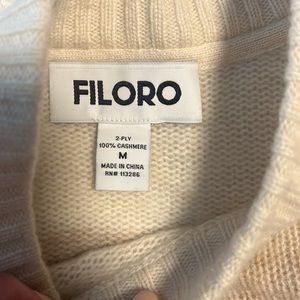 FILORO
2-PLY
100% CASHMERE
M
MADE IN CHINA
RN# 113286